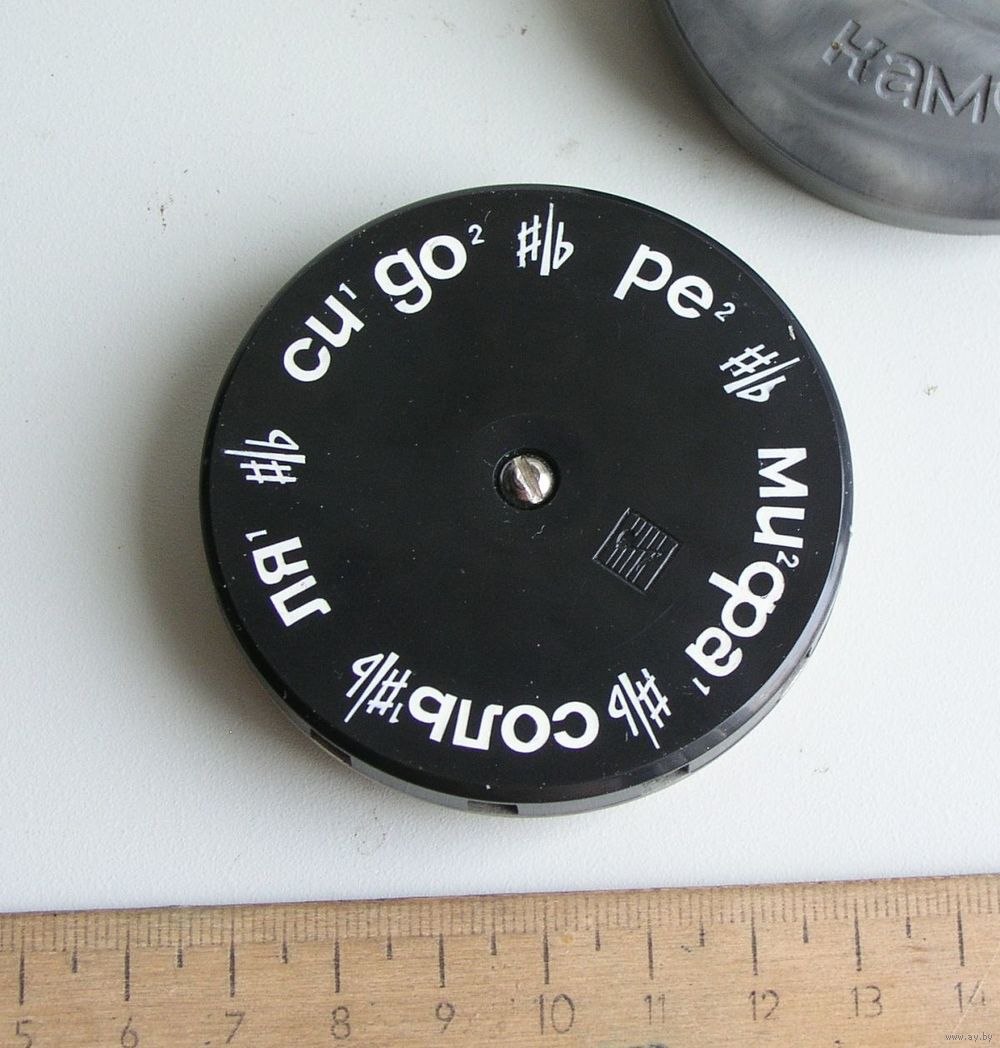 до²
♯/♭
ре²
♯/♭
ми²
фа¹
♯/♭
соль¹
♯/♭
ля¹
♯/♭
си¹
5 6 7 8 9 10 11 12 13 14
www.ay.by